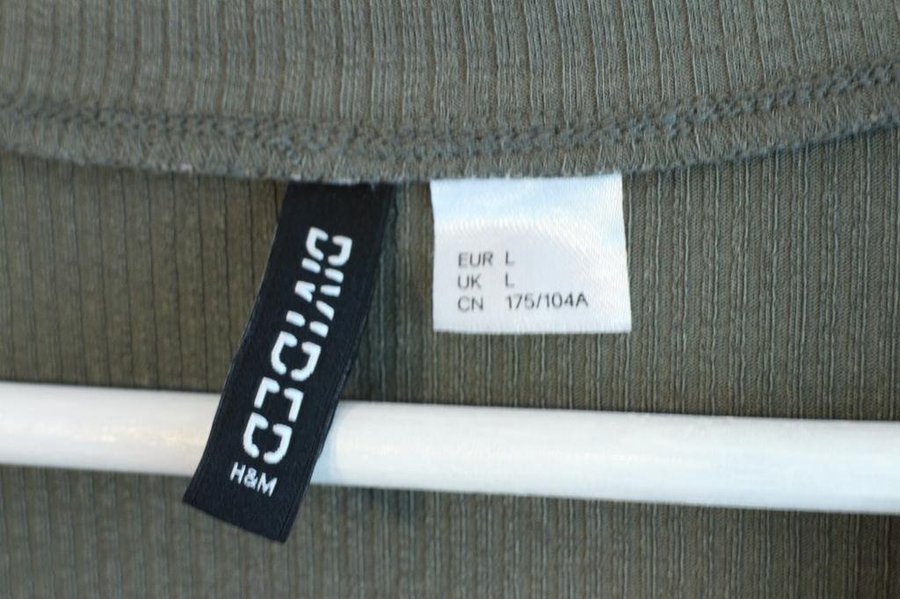 DIVIDED
H&M
EUR L
UK L
CN 175/104A